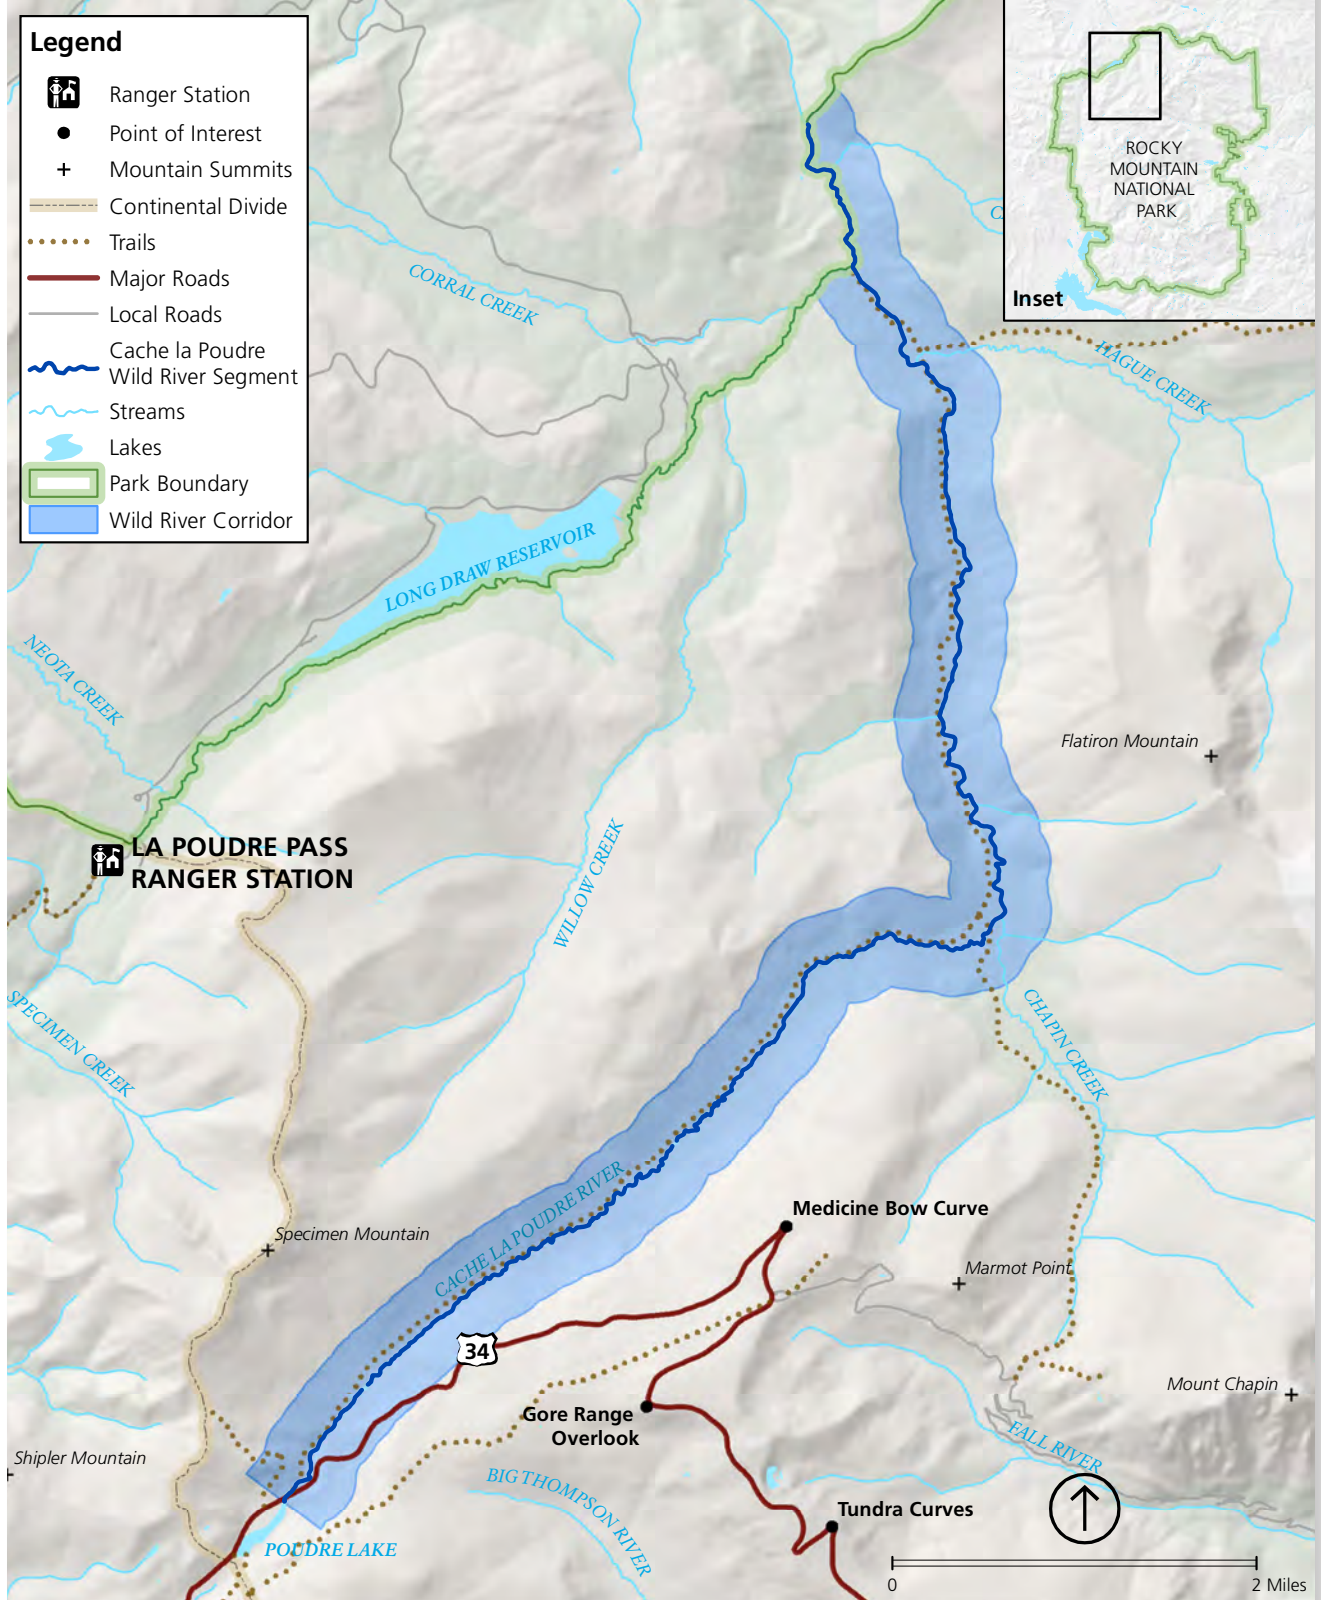 Legend
Ranger Station
Point of Interest
Mountain Summits
Continental Divide
Trails
Major Roads
Local Roads
Cache la Poudre
Wild River Segment
Streams
Lakes
Park Boundary
Wild River Corridor
ROCKY
MOUNTAIN
NATIONAL
PARK
Inset
C
CORRAL CREEK
HAGUE CREEK
LONG DRAW RESERVOIR
NEOTA CREEK
Flatiron Mountain
LA POUDRE PASS
RANGER STATION
WILLOW CREEK
SPECIMEN CREEK
CHAPIN CREEK
CACHE LA POUDRE RIVER
Medicine Bow Curve
Specimen Mountain
Marmot Point
34
Mount Chapin
Gore Range
Overlook
Shipler Mountain
FALL RIVER
BIG THOMPSON RIVER
Tundra Curves
POUDRE LAKE
0
2 Miles